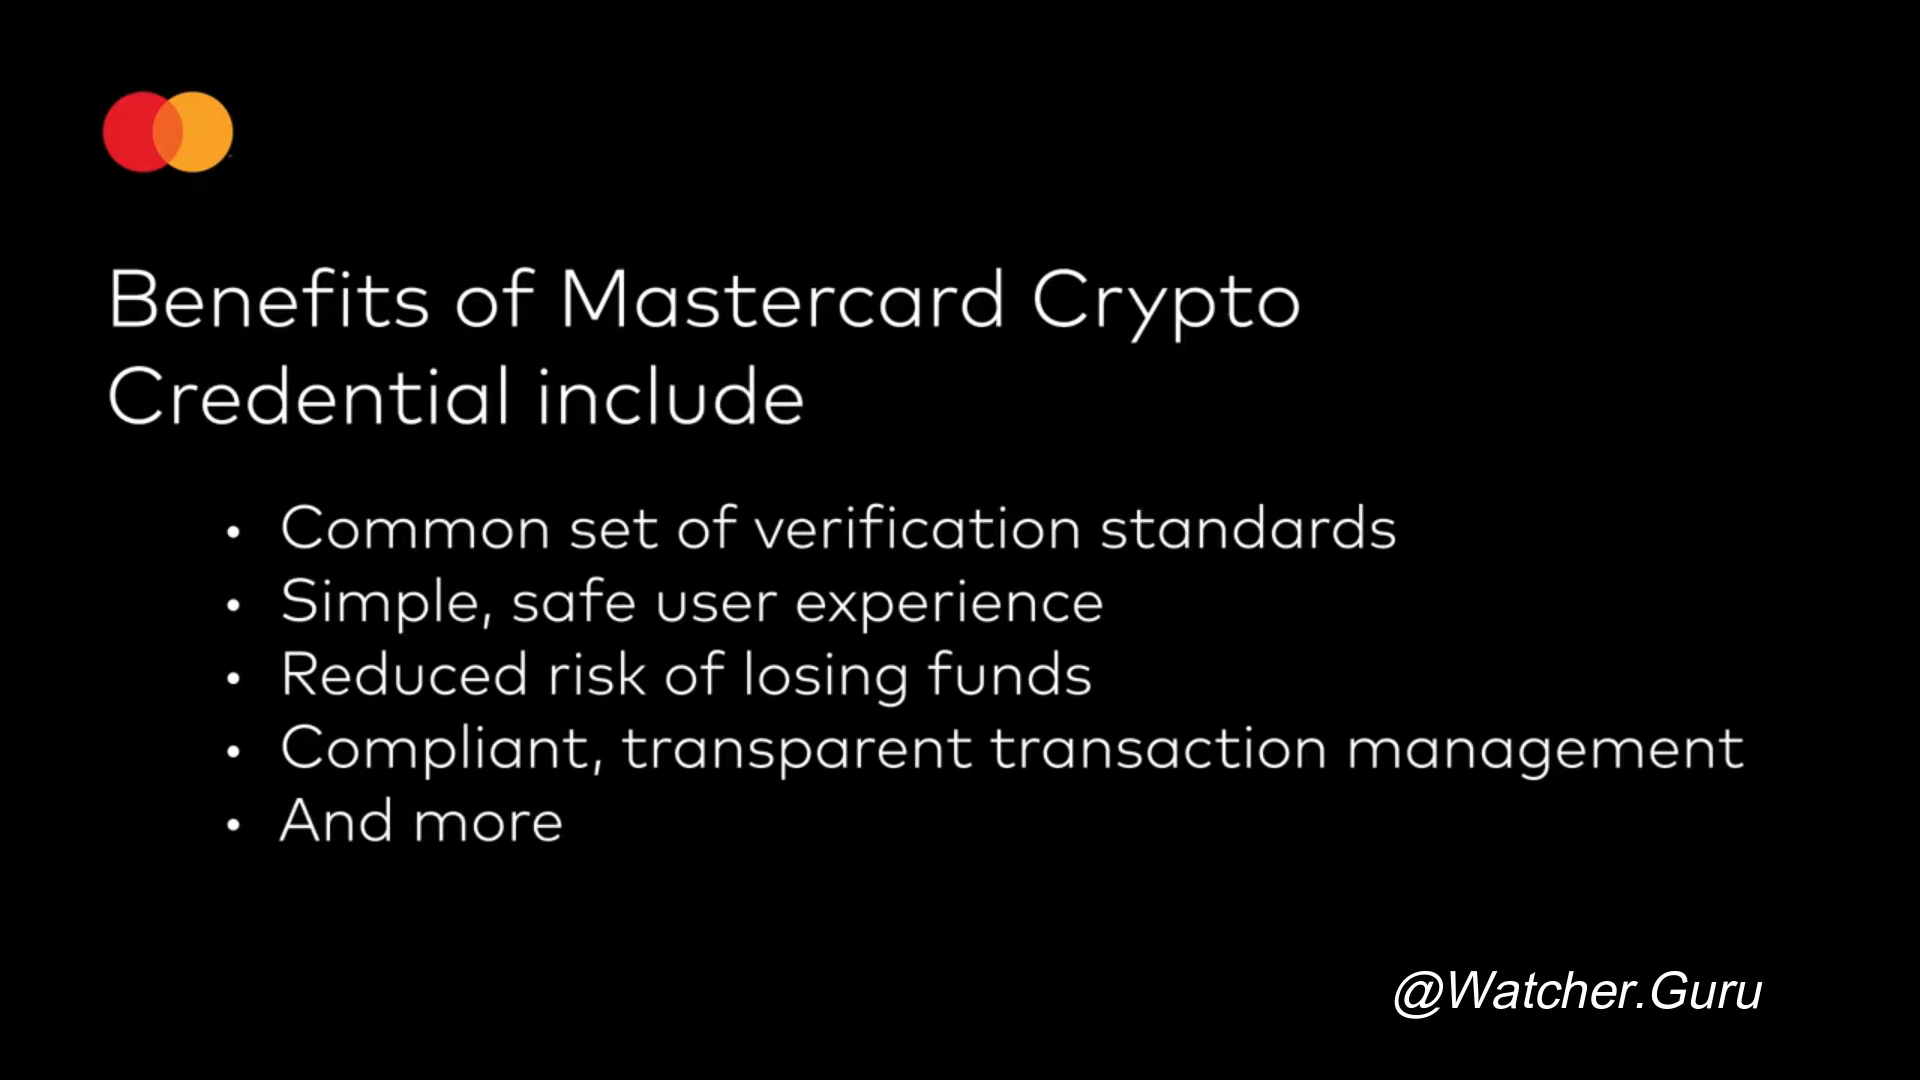 Benefits of Mastercard Crypto
Credential include
• Common set of verification standards
• Simple, safe user experience
• Reduced risk of losing funds
• Compliant, transparent transaction management
• And more
@Watcher.Guru